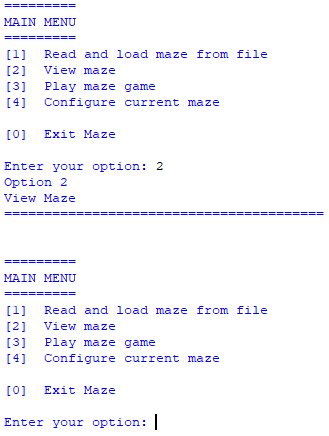 =========
MAIN MENU
=========
[1]  Read and load maze from file
[2]  View maze
[3]  Play maze game
[4]  Configure current maze
[0]  Exit Maze
Enter your option: 2
Option 2
View Maze
========================================
=========
MAIN MENU
=========
[1]  Read and load maze from file
[2]  View maze
[3]  Play maze game
[4]  Configure current maze
[0]  Exit Maze
Enter your option: